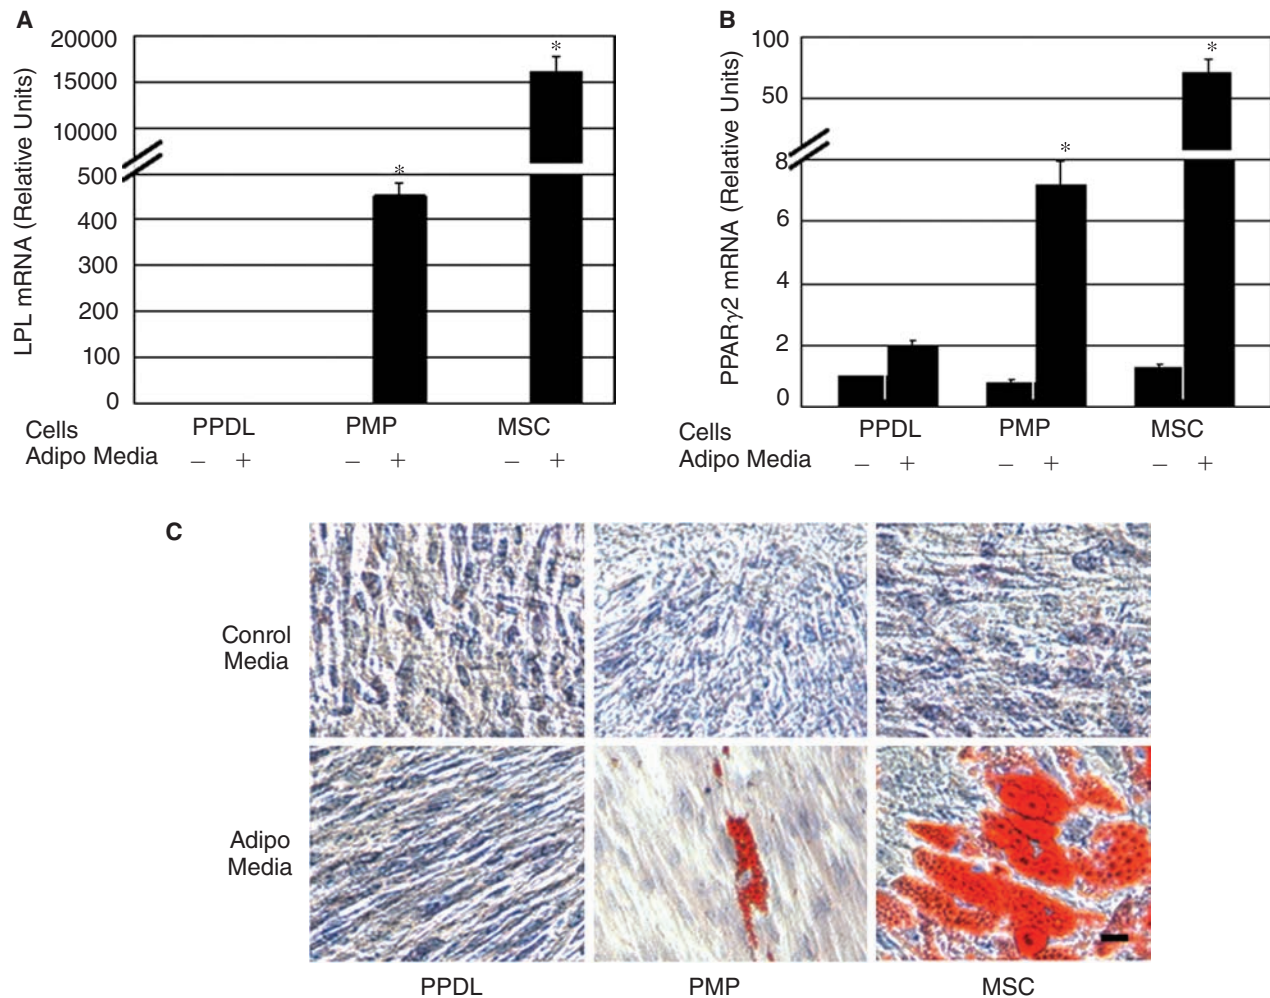 A
LPL mRNA (Relative Units)
20000
15000
10000
500
400
300
200
100
0
*
*
Cells PPDL PMP MSC
Adipo Media – + – + – +
B
PPARγ2 mRNA (Relative Units)
100
50
8
6
4
2
0
*
*
Cells PPDL PMP MSC
Adipo Media – + – + – +
C
Conrol
Media
Adipo
Media
PPDL PMP MSC